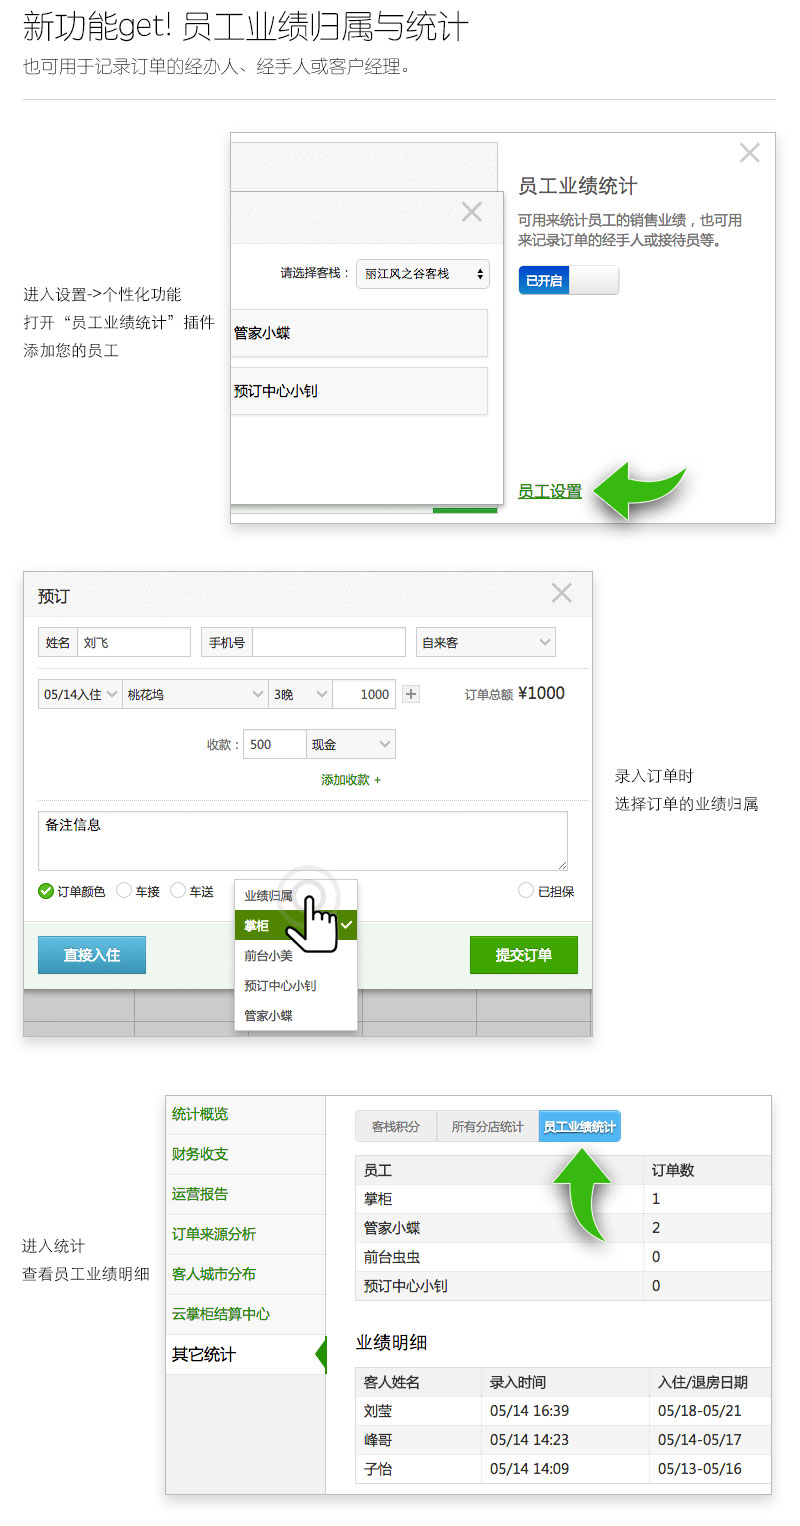 新功能get! 员工业绩归属与统计
也可用于记录订单的经办人、经手人或客户经理。
进入设置->个性化功能
打开“员工业绩统计”插件
添加您的员工
请选择客栈： 丽江风之谷客栈
管家小蝶
预订中心小钊
员工业绩统计
可用来统计员工的销售业绩，也可用
来记录订单的经手人或接待员等。
已开启
员工设置
预订
姓名 刘飞 手机号 自来客
05/14入住 桃花坞 3晚 1000 + 订单总额 ¥1000
收款： 500 现金
添加收款 +
备注信息
订单颜色 车接 车送 业绩归属 已担保
掌柜
前台小美
预订中心小钊
管家小蝶
直接入住 提交订单
录入订单时
选择订单的业绩归属
进入统计
查看员工业绩明细
统计概览
财务收支
运营报告
订单来源分析
客人城市分布
云掌柜结算中心
其它统计
客栈积分 所有分店统计 员工业绩统计
员工 订单数
掌柜 1
管家小蝶 2
前台虫虫 0
预订中心小钊 0
业绩明细
客人姓名 录入时间 入住/退房日期
刘莹 05/14 16:39 05/18-05/21
峰哥 05/14 14:23 05/14-05/17
子怡 05/14 14:09 05/13-05/16